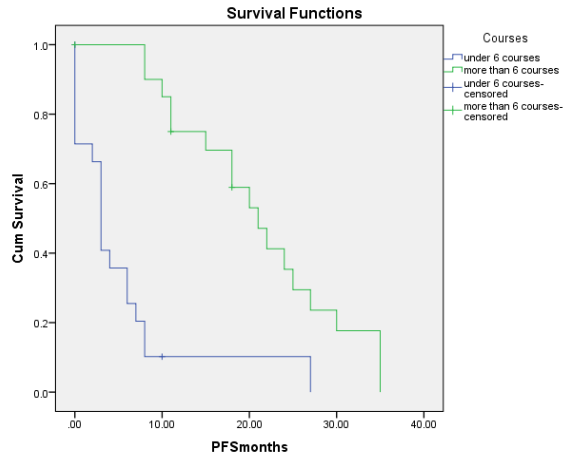 Survival Functions
Courses
under 6 courses
more than 6 courses
under 6 courses-
censored
more than 6 courses-
censored
1.0
0.8
0.6
0.4
0.2
0.0
Cum Survival
.00
10.00
20.00
30.00
40.00
PFSmonths